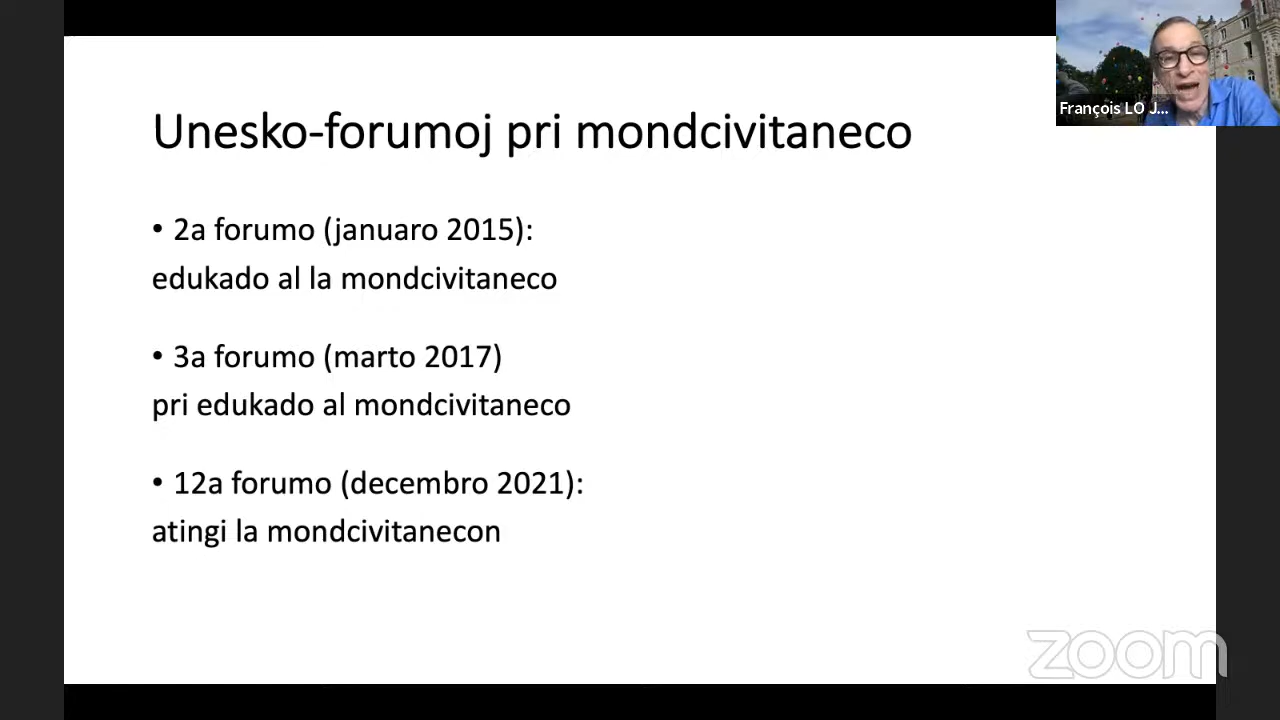 Unesko-forumoj pri mondcivitaneco
François LO J...
• 2a forumo (januaro 2015):
edukado al la mondcivitaneco
• 3a forumo (marto 2017)
pri edukado al mondcivitaneco
• 12a forumo (decembro 2021):
atingi la mondcivitanecon
zoom